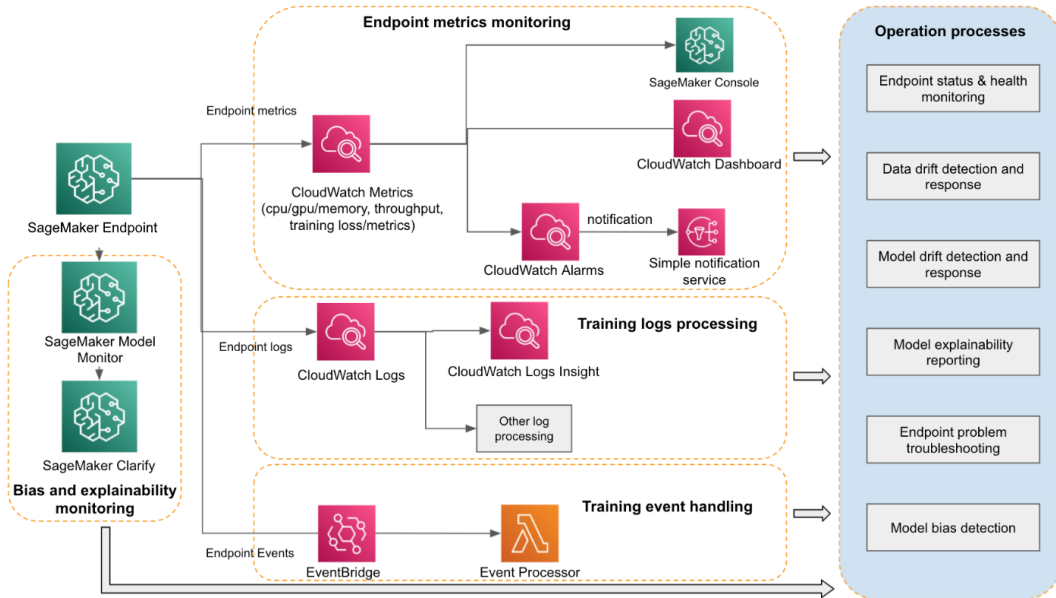 Endpoint metrics monitoring
SageMaker Console
Endpoint metrics
CloudWatch Dashboard
CloudWatch Metrics
(cpu/gpu/memory, throughput,
training loss/metrics)
notification
CloudWatch Alarms
Simple notification
service
SageMaker Endpoint
SageMaker Model
Monitor
SageMaker Clarify
Bias and explainability
monitoring
Training logs processing
Endpoint logs
CloudWatch Logs
CloudWatch Logs Insight
Other log
processing
Training event handling
Endpoint Events
EventBridge
Event Processor
Operation processes
Endpoint status & health
monitoring
Data drift detection and
response
Model drift detection and
response
Model explainability
reporting
Endpoint problem
troubleshooting
Model bias detection